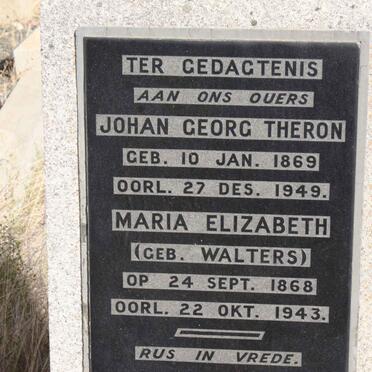 TER GEDAGTENIS
AAN ONS OUERS
JOHAN GEORG THERON
GEB. 10 JAN. 1869
OORL. 27 DES. 1949.
MARIA ELIZABETH
(GEB. WALTERS)
OP 24 SEPT. 1868
OORL. 22 OKT. 1943.
RUS IN VREDE.